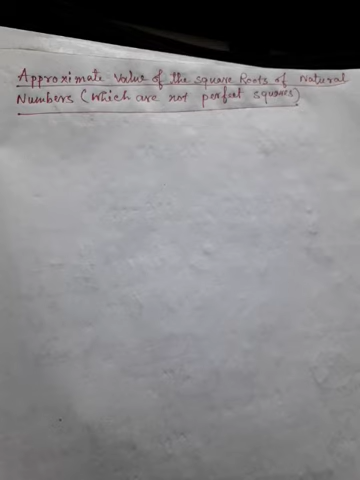 Approximate Value of the square Roots of Natural
Numbers (Which are not perfect squares)